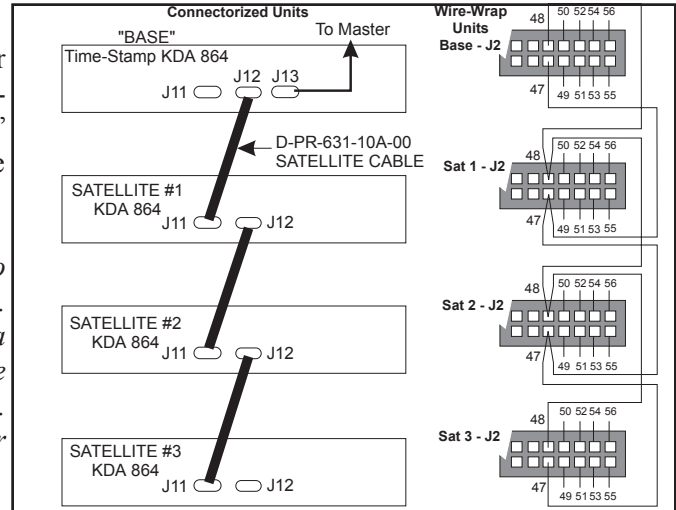 r
-
,
e
o
.
a
e
.
r
Connectorized Units
"BASE"
Time-Stamp KDA 864
To Master
J11
J12
J13
D-PR-631-10A-00
SATELLITE CABLE
SATELLITE #1
KDA 864
J11
J12
SATELLITE #2
KDA 864
J11
J12
SATELLITE #3
KDA 864
J11
J12
Wire-Wrap
Units
Base - J2
48
50 52 54 56
47
49 51 53 55
Sat 1 - J2
48
50 52 54 56
47
49 51 53 55
Sat 2 - J2
48
50 52 54 56
47
49 51 53 55
Sat 3 - J2
48
50 52 54 56
47
49 51 53 55